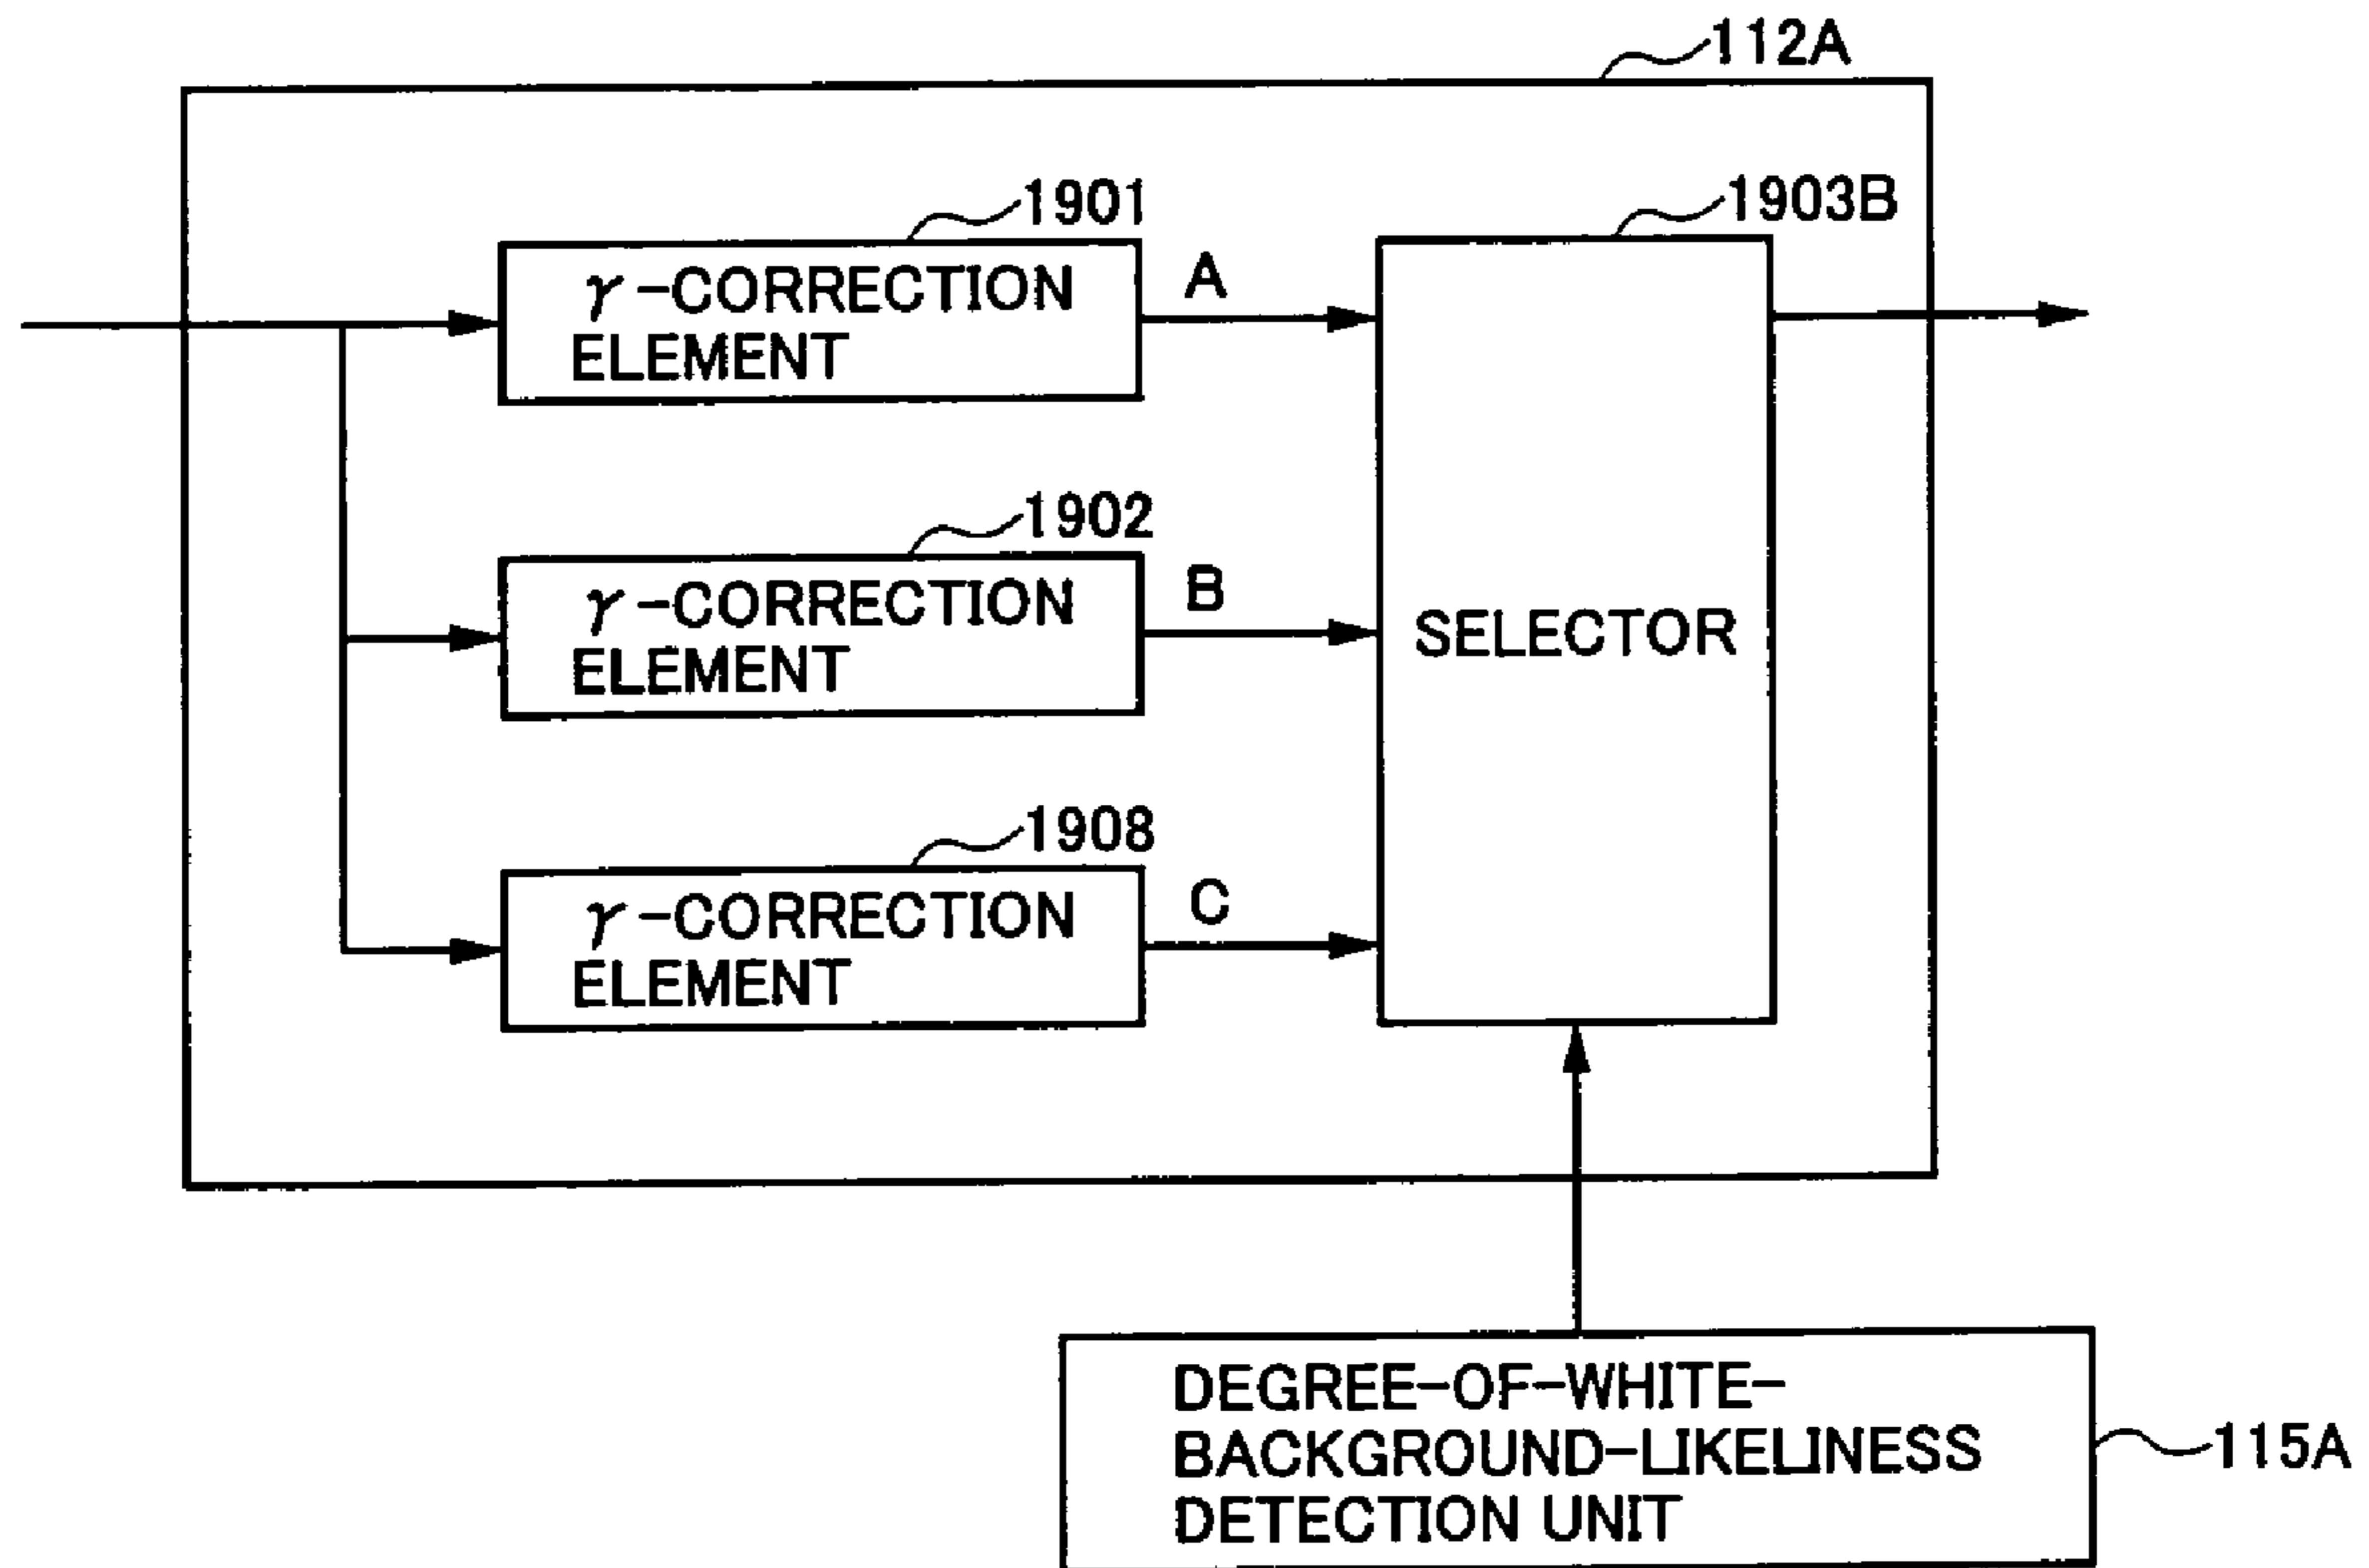 112A
1901
1903B
γ-CORRECTION
ELEMENT
A
1902
γ-CORRECTION
ELEMENT
B
SELECTOR
1908
γ-CORRECTION
ELEMENT
C
DEGREE-OF-WHITE-
BACKGROUND-LIKELINESS
DETECTION UNIT
115A